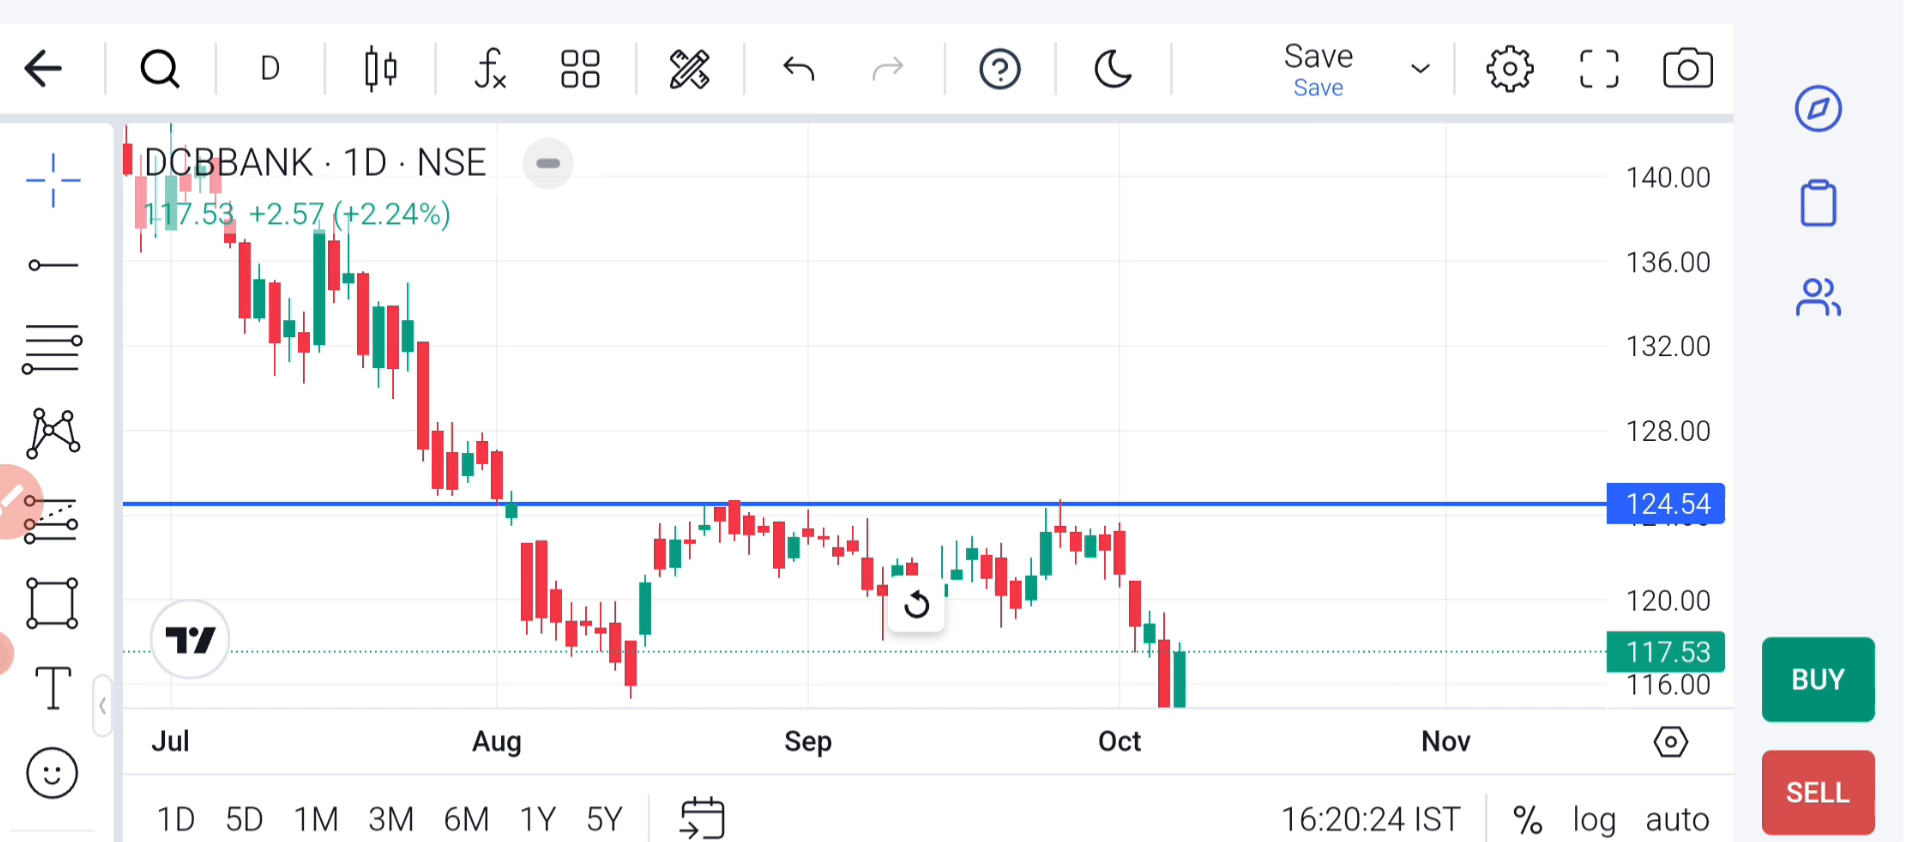 D
Save
Save
DCBBANK · 1D · NSE
117.53 +2.57 (+2.24%)
140.00
136.00
132.00
128.00
124.54
120.00
117.53
116.00
BUY
SELL
Jul Aug Sep Oct Nov
1D 5D 1M 3M 6M 1Y 5Y
16:20:24 IST % log auto